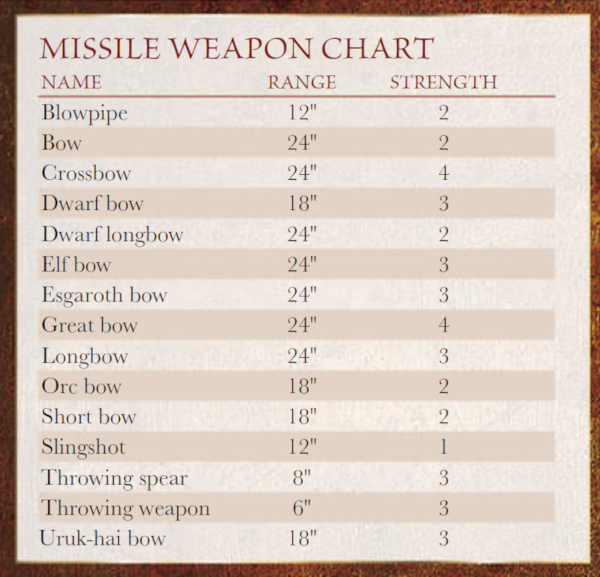 MISSILE WEAPON CHART
NAME RANGE STRENGTH
Blowpipe 12" 2
Bow 24" 2
Crossbow 24" 4
Dwarf bow 18" 3
Dwarf longbow 24" 2
Elf bow 24" 3
Esgaroth bow 24" 3
Great bow 24" 4
Longbow 24" 3
Orc bow 18" 2
Short bow 18" 2
Slingshot 12" 1
Throwing spear 8" 3
Throwing weapon 6" 3
Uruk-hai bow 18" 3